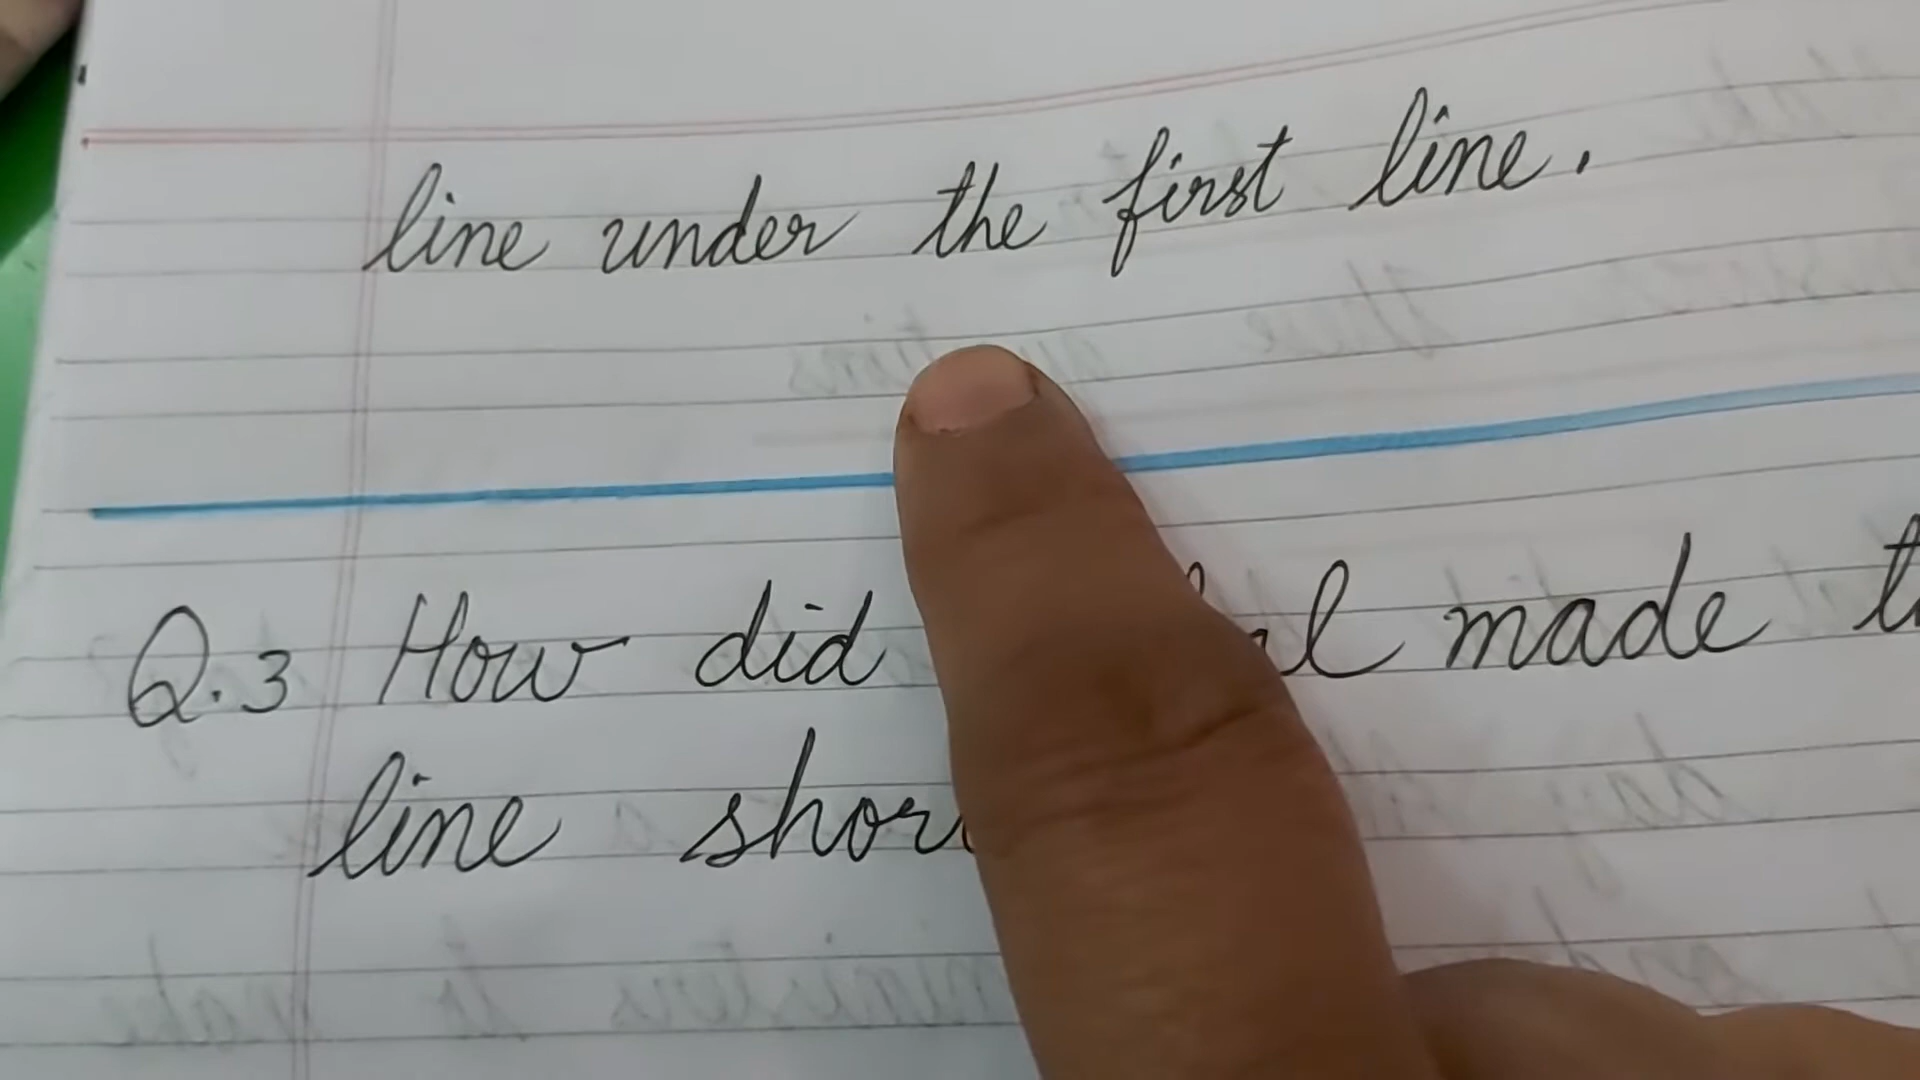 line under the first line.
Q.3 How did made
line